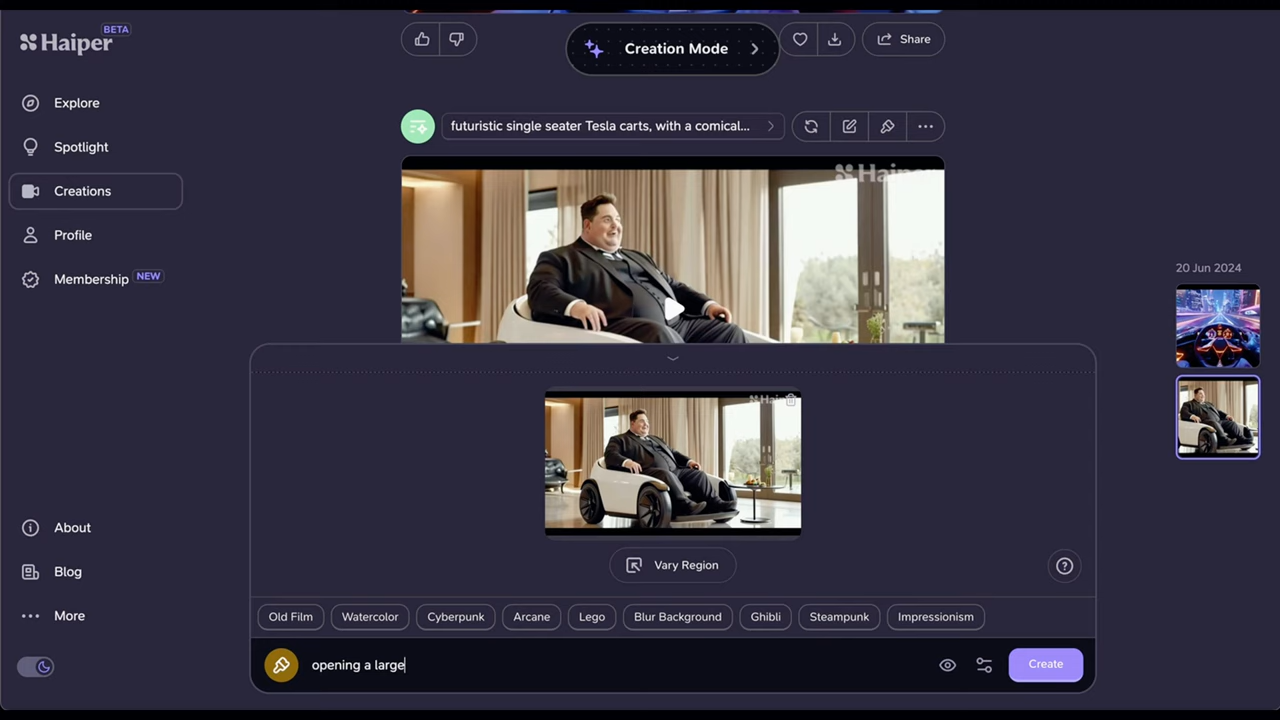 BETA
Haiper
Creation Mode
Share
Explore
futuristic single seater Tesla carts, with a comical...
Spotlight
Creations
Profile
Membership NEW
20 Jun 2024
Vary Region
About
Blog
More
Old Film
Watercolor
Cyberpunk
Arcane
Lego
Blur Background
Ghibli
Steampunk
Impressionism
opening a large
Create